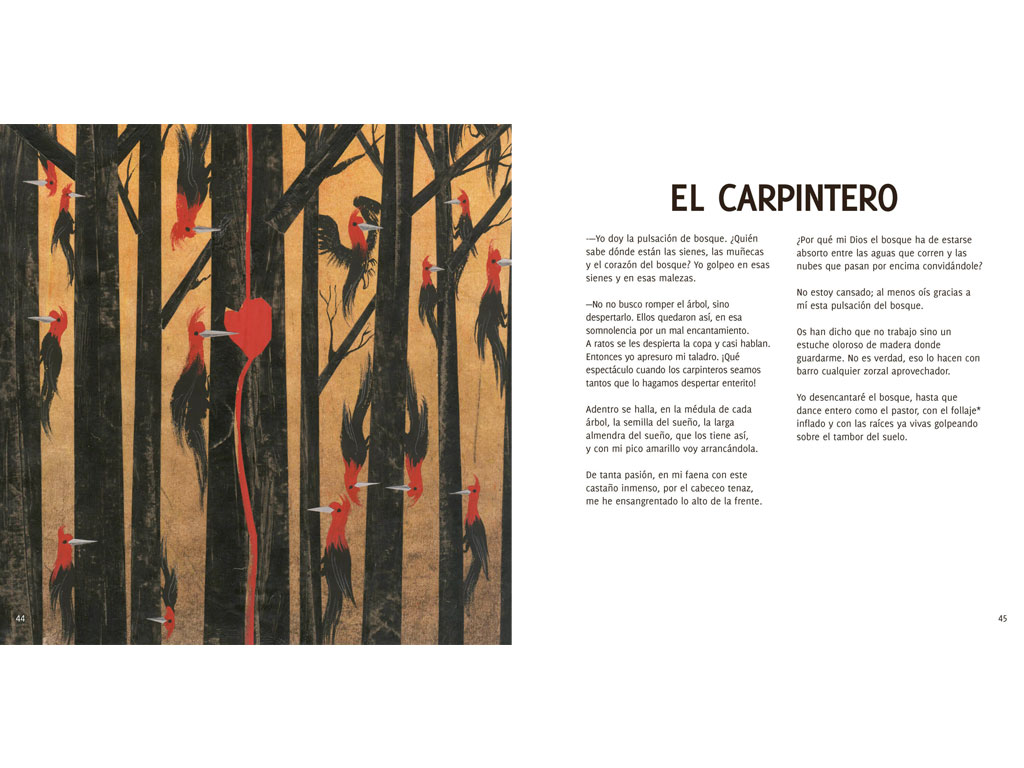 EL CARPINTERO
-—Yo doy la pulsación de bosque. ¿Quién
sabe dónde están las sienes, las muñecas
y el corazón del bosque? Yo golpeo en esas
sienes y en esas malezas.
—No no busco romper el árbol, sino
despertarlo. Ellos quedaron así, en esa
somnolencia por un mal encantamiento.
A ratos se les despierta la copa y casi hablan.
Entonces yo apresuro mi taladro. ¡Qué
espectáculo cuando los carpinteros seamos
tantos que lo hagamos despertar enterito!
Adentro se halla, en la médula de cada
árbol, la semilla del sueño, la larga
almendra del sueño, que los tiene así,
y con mi pico amarillo voy arrancándola.
De tanta pasión, en mi faena con este
castaño inmenso, por el cabeceo tenaz,
me he ensangrentado lo alto de la frente.
¿Por qué mi Dios el bosque ha de estarse
absorto entre las aguas que corren y las
nubes que pasan por encima convidándole?
No estoy cansado; al menos oís gracias a
mí esta pulsación del bosque.
Os han dicho que no trabajo sino un
estuche oloroso de madera donde
guardarme. No es verdad, eso lo hacen con
barro cualquier zorzal aprovechador.
Yo desencantaré el bosque, hasta que
dance entero como el pastor, con el follaje*
inflado y con las raíces ya vivas golpeando
sobre el tambor del suelo.
44
45